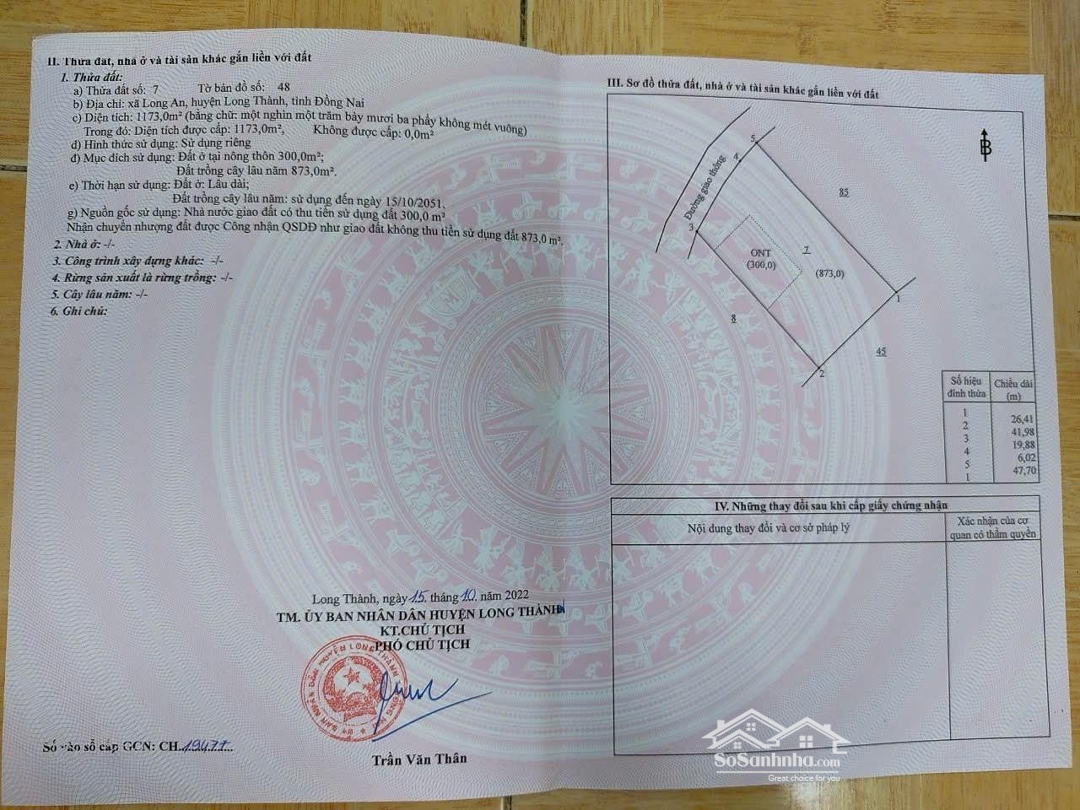 II. Thửa đất, nhà ở và tài sản khác gắn liền với đất
1. Thửa đất:
a) Thửa đất số: 7 Tờ bản đồ số: 48
b) Địa chỉ: xã Long An, huyện Long Thành, tỉnh Đồng Nai
c) Diện tích: 1173,0m² (bằng chữ: một nghìn một trăm bảy mươi ba phẩy không mét vuông)
Trong đó: Diện tích được cấp: 1173,0m², Không được cấp: 0,0m²
d) Hình thức sử dụng: Sử dụng riêng
đ) Mục đích sử dụng: Đất ở tại nông thôn 300,0m²;
Đất trồng cây lâu năm 873,0m².
e) Thời hạn sử dụng: Đất ở: Lâu dài;
Đất trồng cây lâu năm: sử dụng đến ngày 15/10/2051.
g) Nguồn gốc sử dụng: Nhà nước giao đất có thu tiền sử dụng đất 300,0 m²
Nhận chuyển nhượng đất được Công nhận QSDĐ như giao đất không thu tiền sử dụng đất 873,0 m².
2. Nhà ở: -/-
3. Công trình xây dựng khác: -/-
4. Rừng sản xuất là rừng trồng: -/-
5. Cây lâu năm: -/-
6. Ghi chú:
Long Thành, ngày 15 tháng 10 năm 2022
TM. ỦY BAN NHÂN DÂN HUYỆN LONG THÀNH
KT.CHỦ TỊCH
PHÓ CHỦ TỊCH
Trần Văn Thân
Số vào sổ cấp GCN: CH..19471...
III. Sơ đồ thửa đất, nhà ở và tài sản khác gắn liền với đất
B
5
4
Đường giao thông
3
85
ONT
(300,0)
7
(873,0)
1
8
45
2
Số hiệu đỉnh thửa Chiều dài (m)
1
26,41
2
41,98
3
19,88
4
6,02
5
47,70
1
IV. Những thay đổi sau khi cấp giấy chứng nhận
Nội dung thay đổi và cơ sở pháp lý
Xác nhận của cơ
quan có thẩm quyền
SoSanhnha.com
Great choice for you